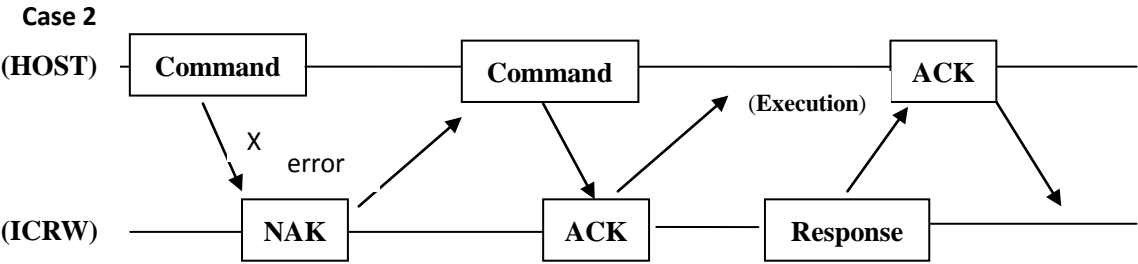 Case 2
(HOST)
Command
Command
ACK
(Execution)
X
error
(ICRW)
NAK
ACK
Response